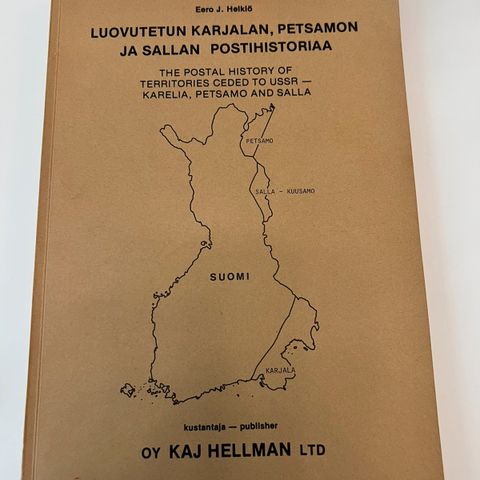 Eero J. Helkiö
LUOVUTETUN KARJALAN, PETSAMON
JA SALLAN POSTIHISTORIAA
THE POSTAL HISTORY OF
TERRITORIES CEDED TO USSR —
KARELIA, PETSAMO AND SALLA
PETSAMO
SALLA - KUUSAMO
SUOMI
KARJALA
kustantaja — publisher
OY KAJ HELLMAN LTD